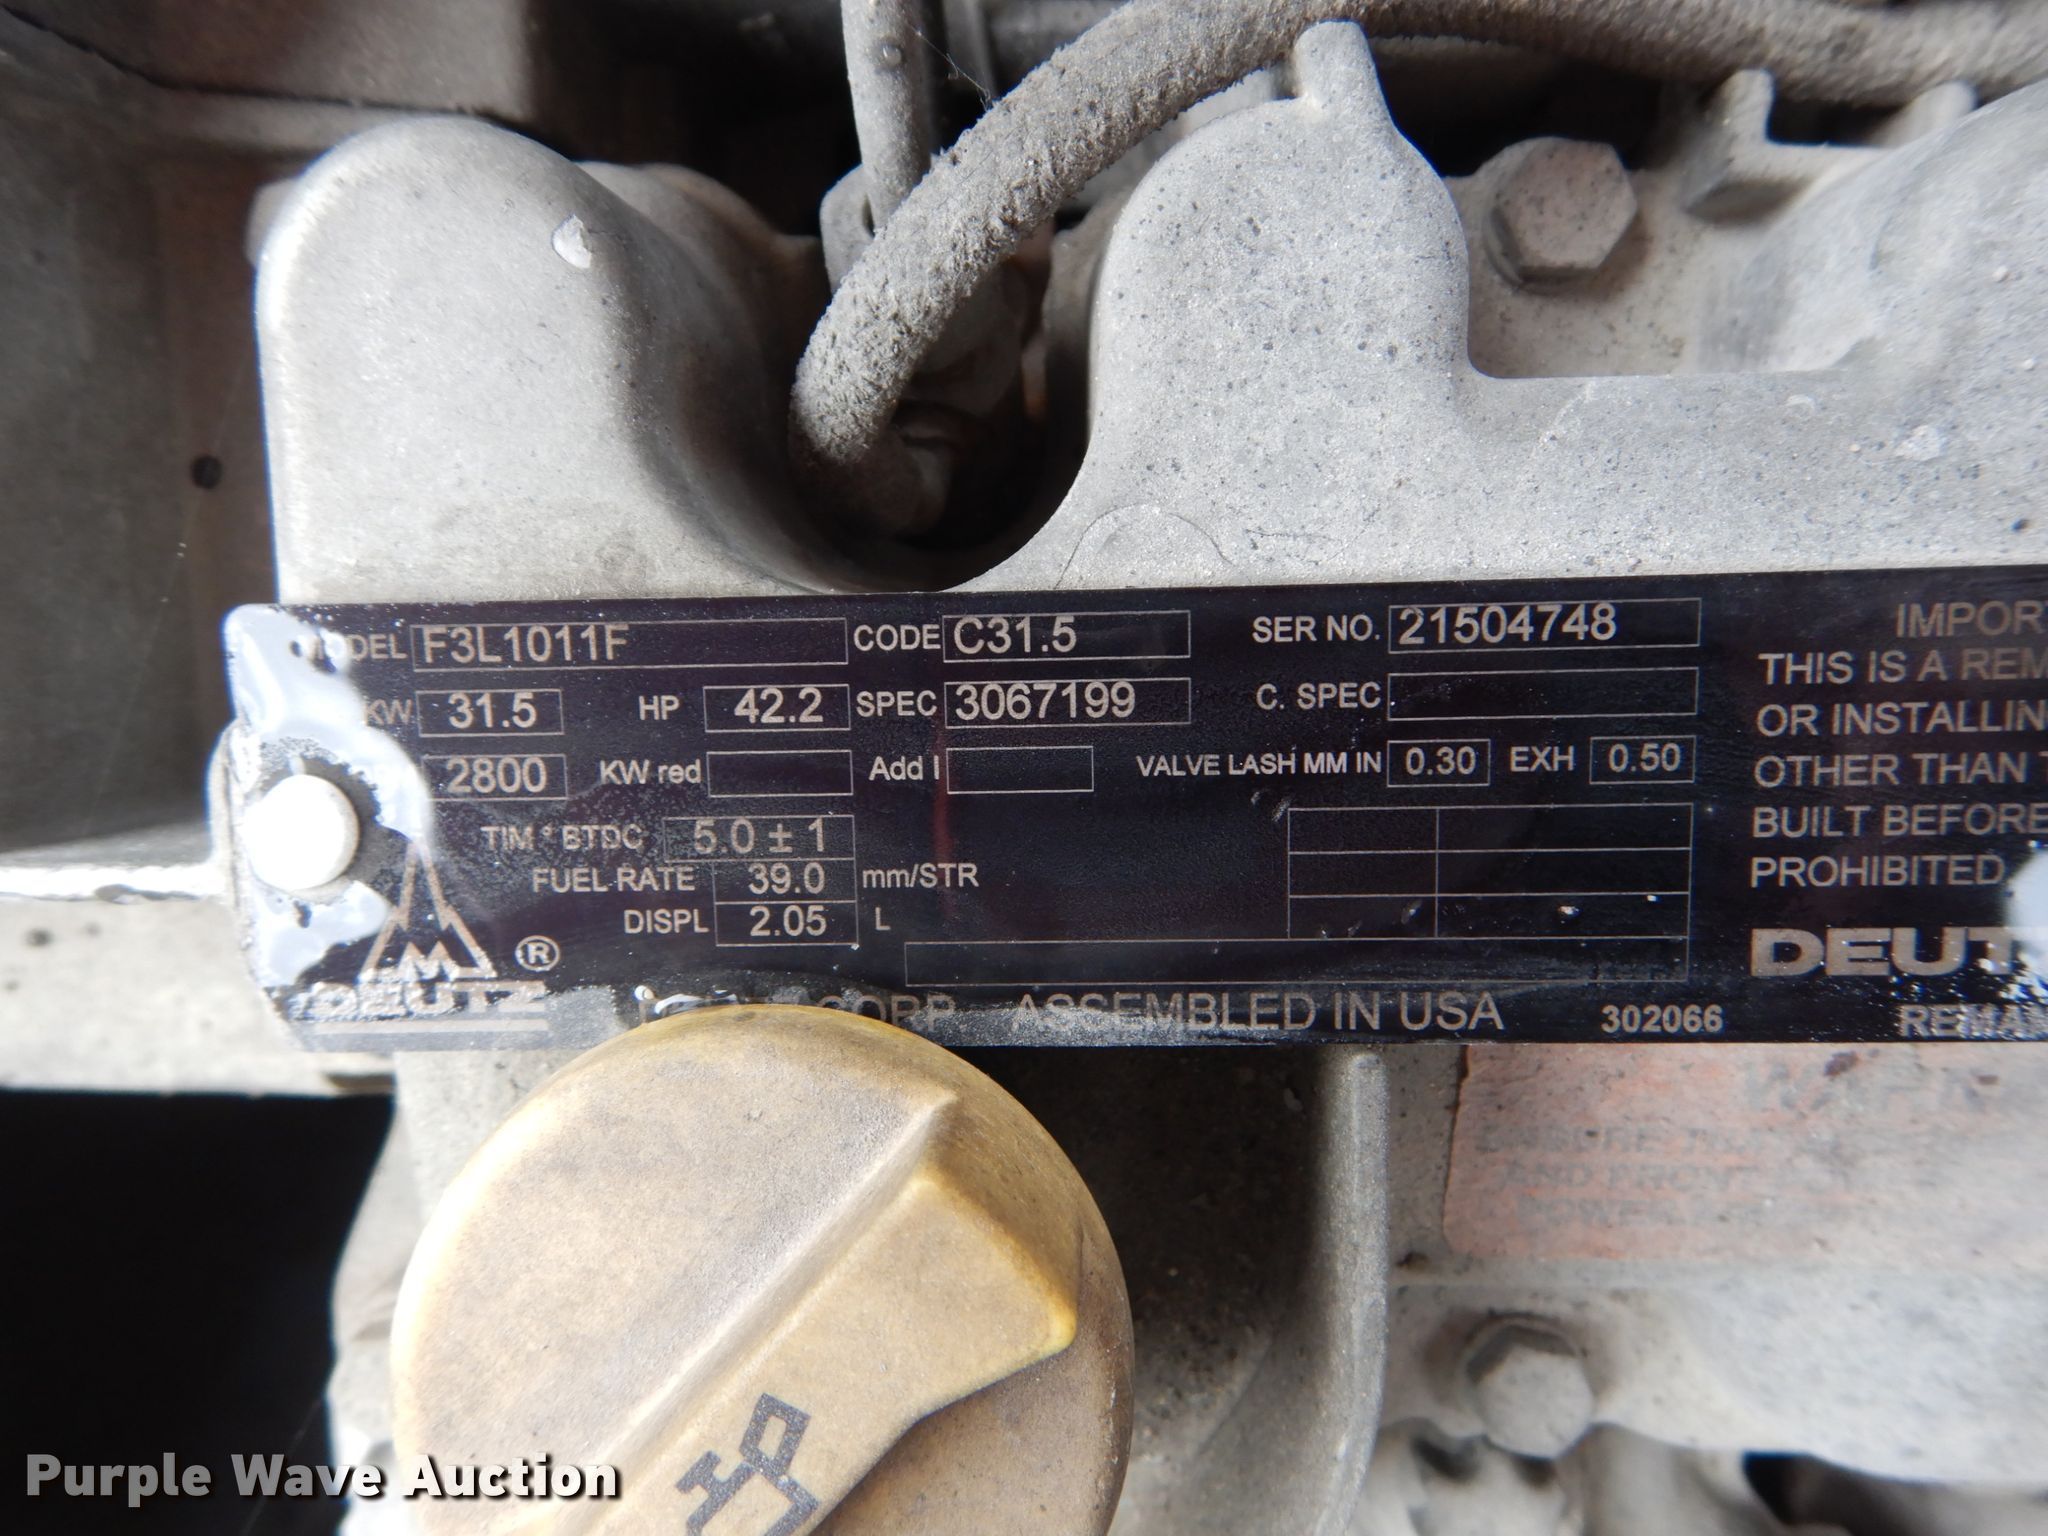 MODEL F3L1011F CODE C31.5 SER NO. 21504748
KW 31.5 HP 42.2 SPEC 3067199 C. SPEC
2800 KW red Add I VALVE LASH MM IN 0.30 EXH 0.50
TIM ° BTDC 5.0 ± 1
FUEL RATE 39.0 mm/STR
DISPL 2.05 L
DEUTZ ®
CORP ASSEMBLED IN USA 302066
IMPOR
THIS IS A REM
OR INSTALLIN
OTHER THAN
BUILT BEFORE
PROHIBITED
DEUT
REMAN
Purple Wave Auction